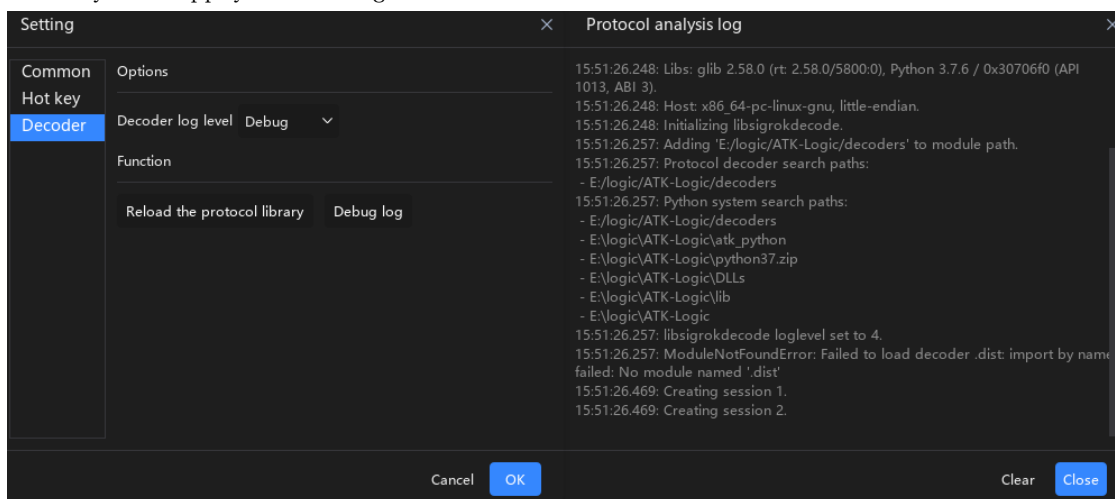 Setting
Common
Hot key
Decoder
Options
Decoder log level Debug
Function
Reload the protocol library Debug log
Cancel OK
Protocol analysis log
15:51:26.248: Libs: glib 2.58.0 (rt: 2.58.0/5800:0), Python 3.7.6 / 0x30706f0 (API
1013, ABI 3).
15:51:26.248: Host: x86_64-pc-linux-gnu, little-endian.
15:51:26.248: Initializing libsigrokdecode.
15:51:26.257: Adding 'E:/logic/ATK-Logic/decoders' to module path.
15:51:26.257: Protocol decoder search paths:
- E:/logic/ATK-Logic/decoders
15:51:26.257: Python system search paths:
- E:/logic/ATK-Logic/decoders
- E:\logic\ATK-Logic\atk_python
- E:\logic\ATK-Logic\python37.zip
- E:\logic\ATK-Logic\DLLs
- E:\logic\ATK-Logic\lib
- E:\logic\ATK-Logic
15:51:26.257: libsigrokdecode loglevel set to 4.
15:51:26.257: ModuleNotFoundError: Failed to load decoder .dist: import by name
failed: No module named '.dist'
15:51:26.469: Creating session 1.
15:51:26.469: Creating session 2.
Clear Close